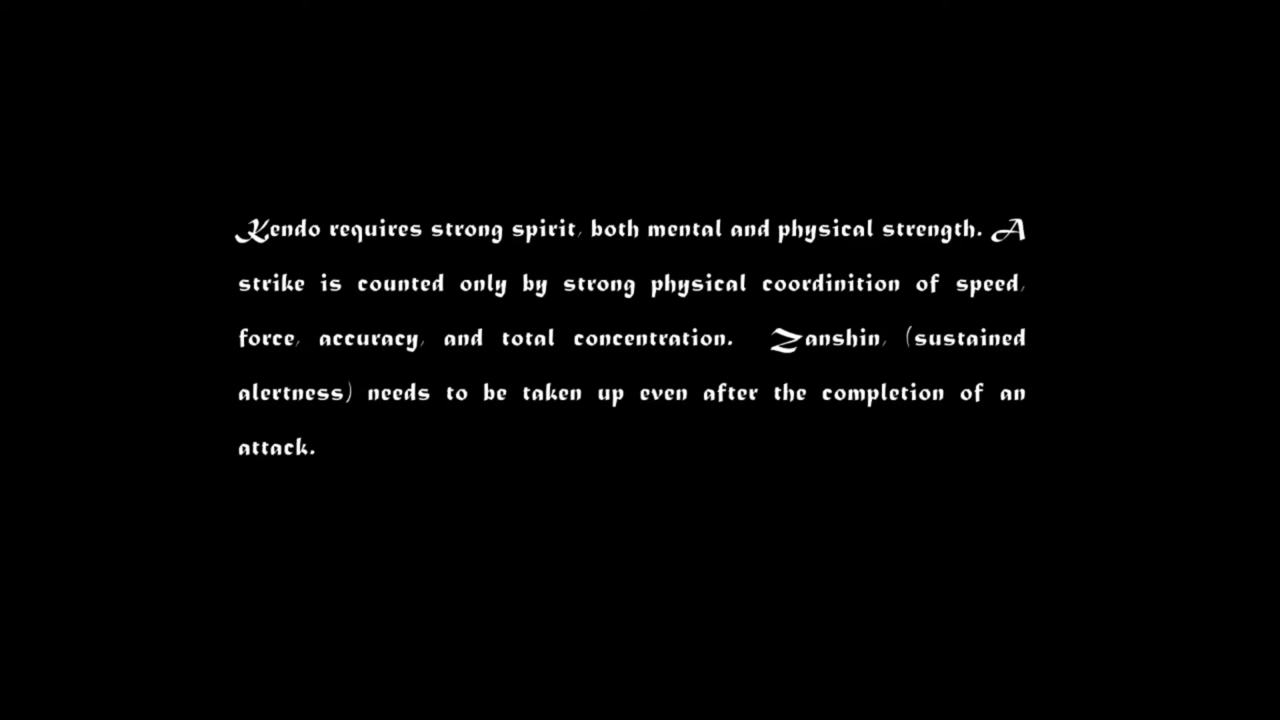 Kendo requires strong spirit, both mental and physical strength. A
strike is counted only by strong physical coordinition of speed,
force, accuracy, and total concentration. Zanshin, (sustained
alertness) needs to be taken up even after the completion of an
attack.